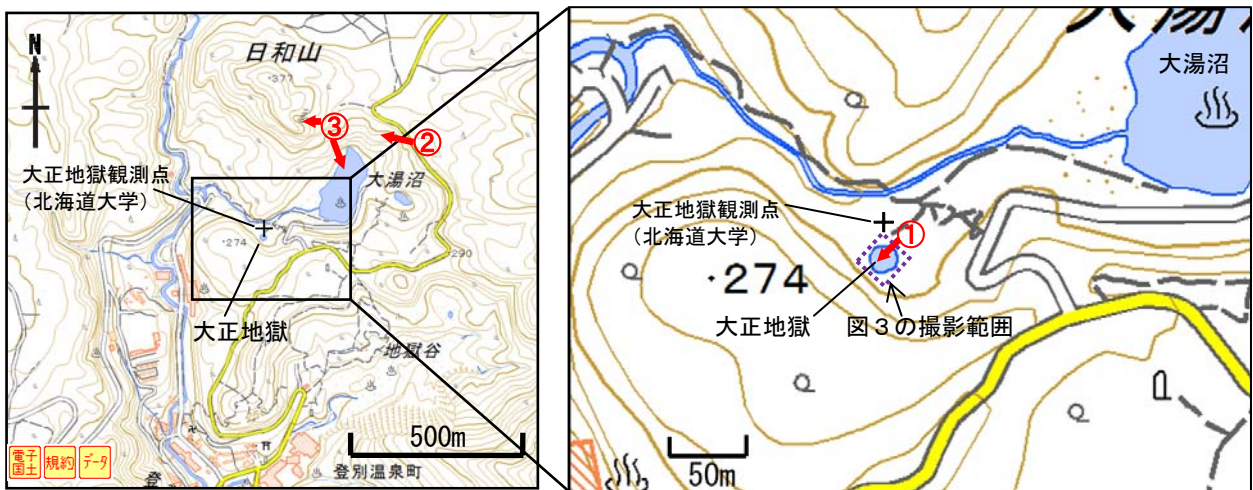 N
日和山
・377
③
②
大正地獄観測点
(北海道大学)
大湯沼
・274
・290
大正地獄
地獄谷
500m
電子
国土
規約
データ
登別温泉町
登
大湯
大湯沼
大正地獄観測点
(北海道大学)
①
・274
大正地獄
図３の撮影範囲
50m